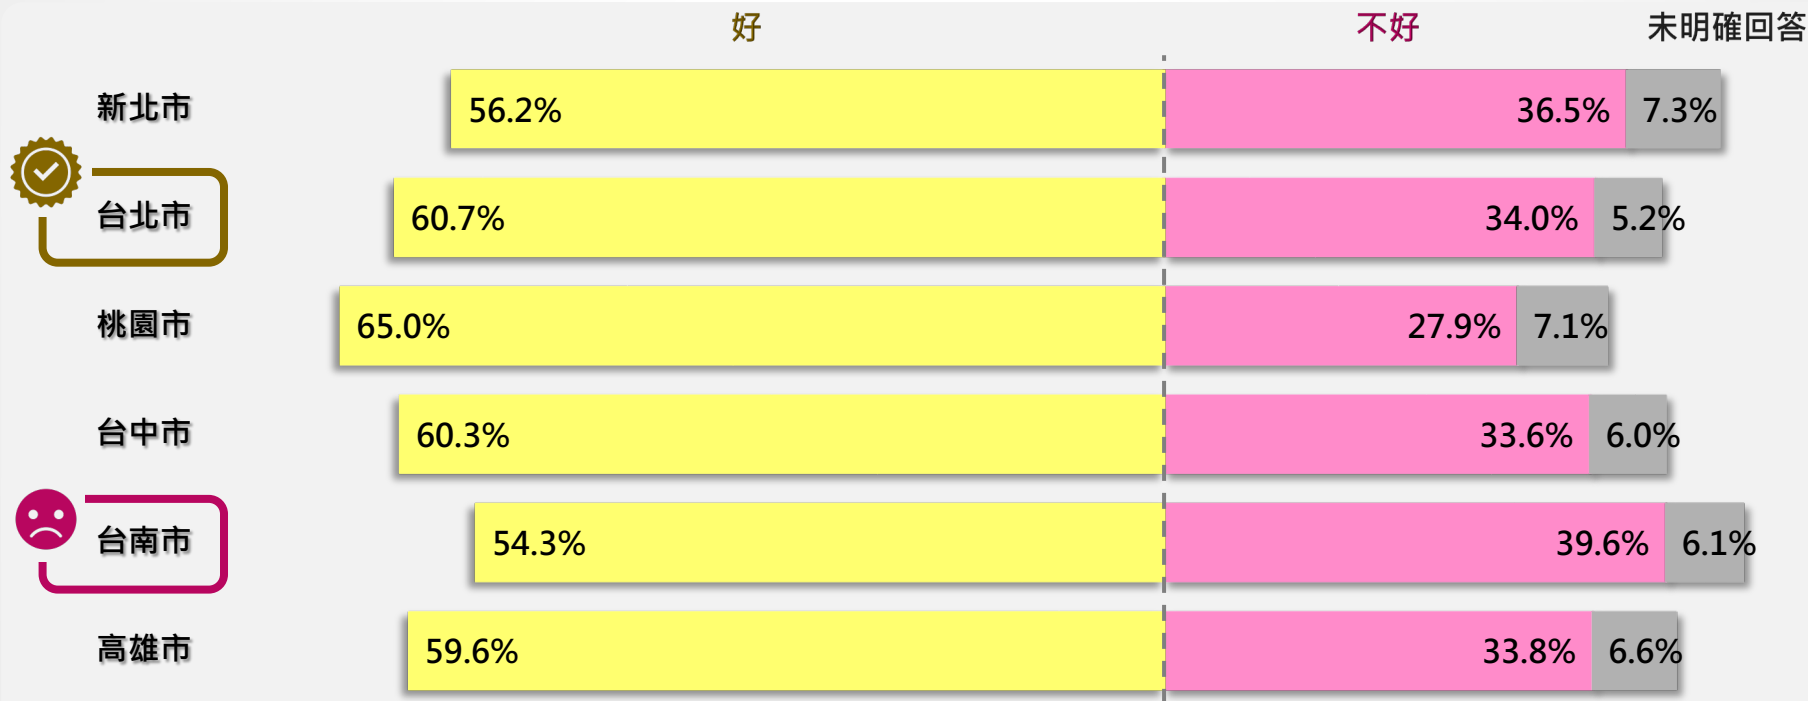 好 不好 未明確回答
新北市 56.2% 36.5% 7.3%
台北市 60.7% 34.0% 5.2%
桃園市 65.0% 27.9% 7.1%
台中市 60.3% 33.6% 6.0%
台南市 54.3% 39.6% 6.1%
高雄市 59.6% 33.8% 6.6%